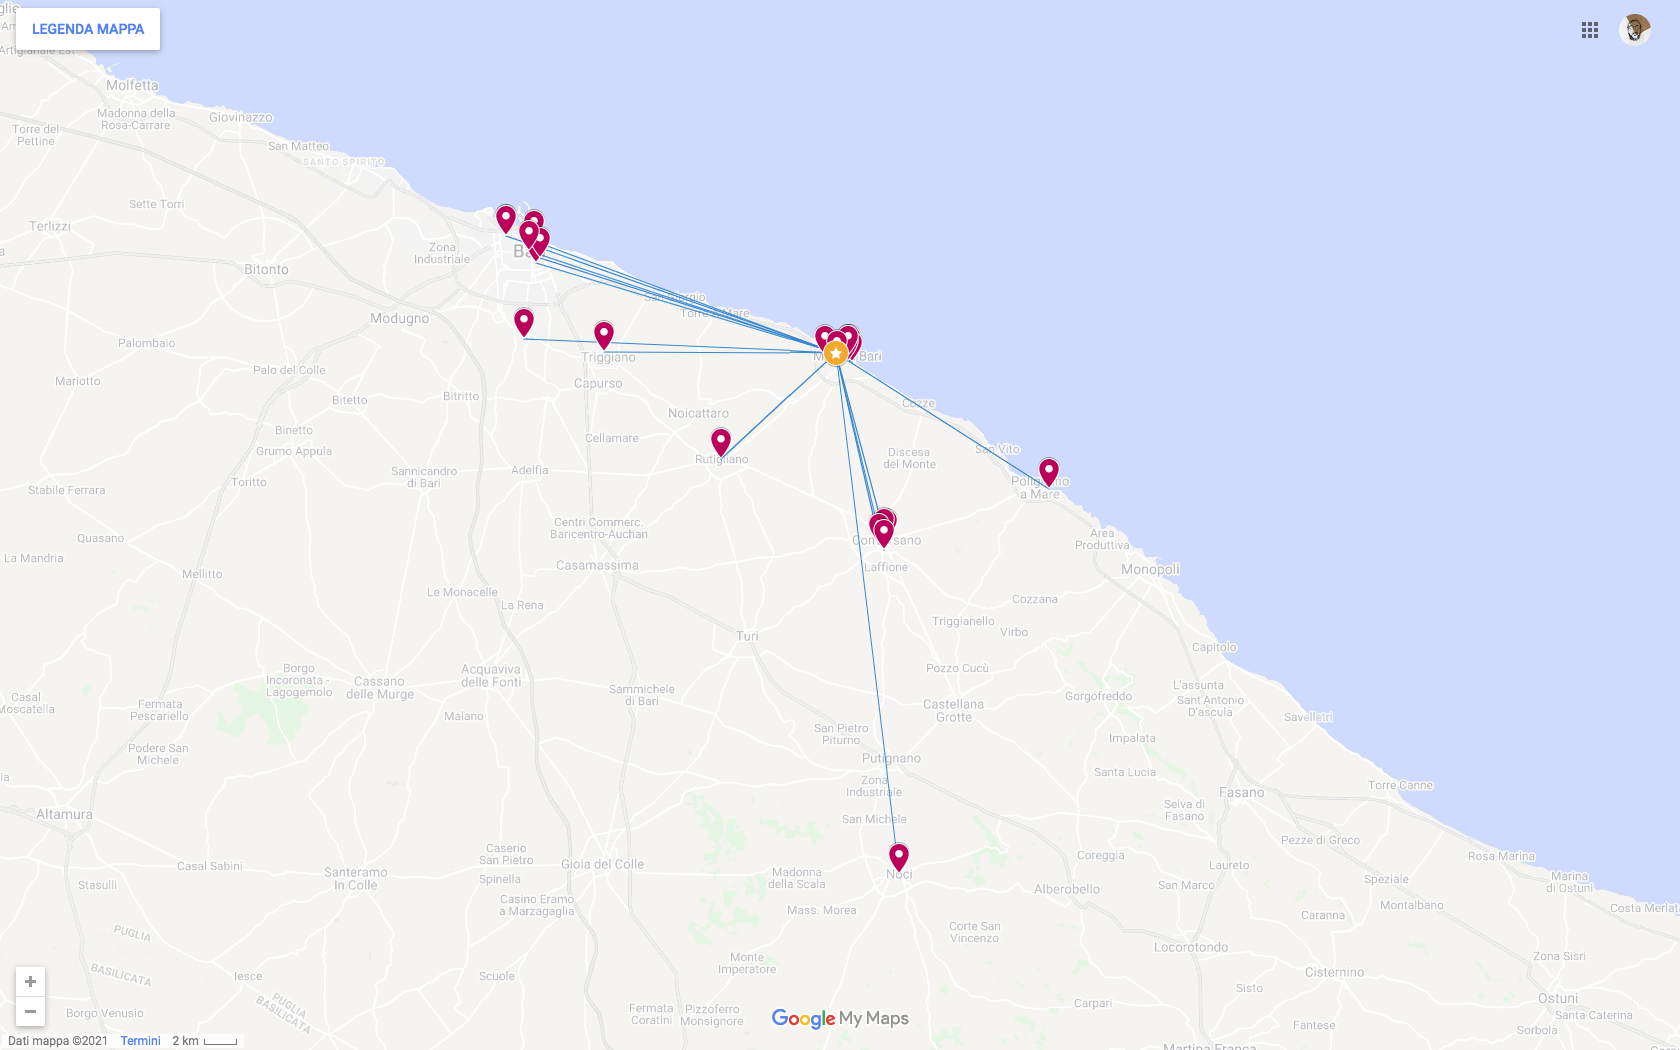 LEGENDA MAPPA
Artigianale Est
Molfetta
Madonna della
Rosa-Carrare
Giovinazzo
Torre del
Pettine
San Matteo
SANTO SPIRITO
Sette Torri
Terlizzi
Zona
Industriale
Bitonto
San Giorgio
Torre A Mare
Modugno
Palombaio
Triggiano
Bari
Palo del Colle
Mariotto
Capurso
Bitritto
Bitetto
Noicattaro
Cozze
Binetto
Cellamare
Grumo Appula
San Vito
Discesa
del Monte
Rutigliano
Sannicandro
di Bari
Adelfia
Toritto
Stabile Ferrara
a Mare
Centri Commerc.
Baricentro-Auchan
Quasano
Area
Produttiva
La Mandria
Casamassima
Laffione
Monopoli
Mellitto
Le Monacelle
La Rena
Cozzana
Triggianello
Virbo
Turi
Capitolo
Borgo
Incoronata -
Lagogemolo
Acquaviva
delle Fonti
Pozzo Cucù
Cassano
delle Murge
Sammichele
di Bari
L'assunta
Sant'Antonio
D'ascula
Casal
Moscatella
Fermata
Pescariello
Gorgofreddo
Castellana
Grotte
Malano
Savelletri
San Pietro
Piturno
Impalata
Podere San
Michele
Putignano
Santa Lucia
Zona
Industriale
Torre Canne
Fasano
Altamura
San Michele
Selva di
Fasano
Pezze di Greco
Caserio
San Pietro
Coreggia
Rosa Marina
Gioia del Colle
Casal Sabini
Laureto
Santeramo
In Colle
Spinella
Madonna
della Scala
Noci
Stasulli
Alberobello
San Marco
Speziale
Marina
di Ostuni
Casino Eramo
a Marzagaglia
Mass. Morea
Montalbano
Costa Merlat
Caranna
Corte San
Vincenzo
PUGLIA
BASILICATA
Locorotondo
Monte
Imperatore
Zona Sisri
Iesce
Scuole
Cisternino
Sisto
Ostuni
PUGLIA
BASILICATA
Borgo Venusio
Fermata
Coratini
Pizzoferro
Monsignore
Carpari
Santa Caterina
Fantese
Sorbola
Martina Franca
Google My Maps
Dati mappa ©2021 Termini 2 km